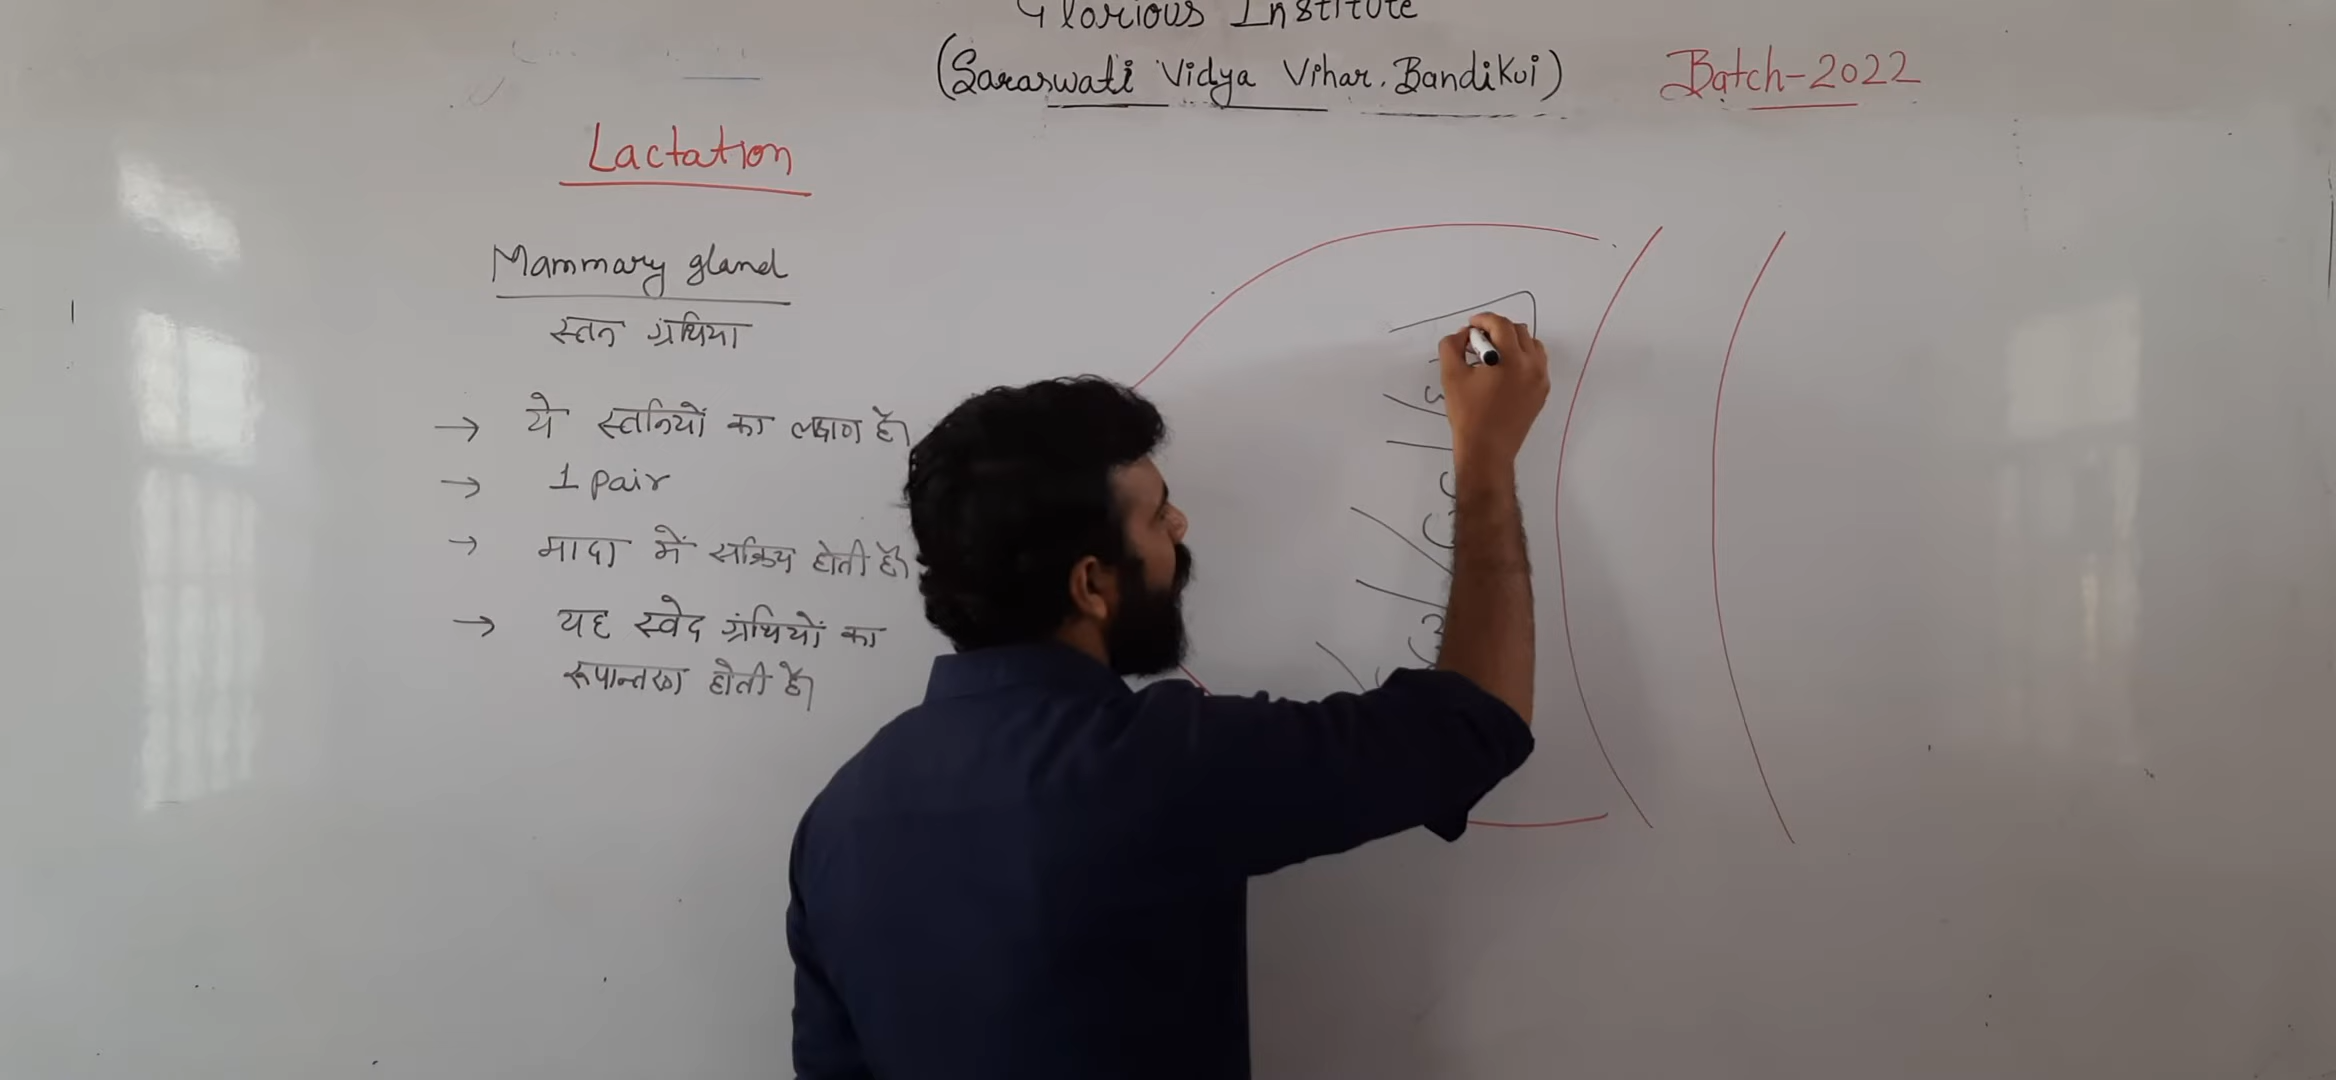 Glorious Institute
(Saraswati Vidya Vihar, Bandikui)
Batch-2022
Lactation
Mammary gland
स्तन ग्रंथिया
→ ये स्तनियों का लक्षण है।
→ 1 pair
→ मादा में सक्रिय होती है।
→ यह स्वेद ग्रंथियों का
रूपान्तरण होती है।